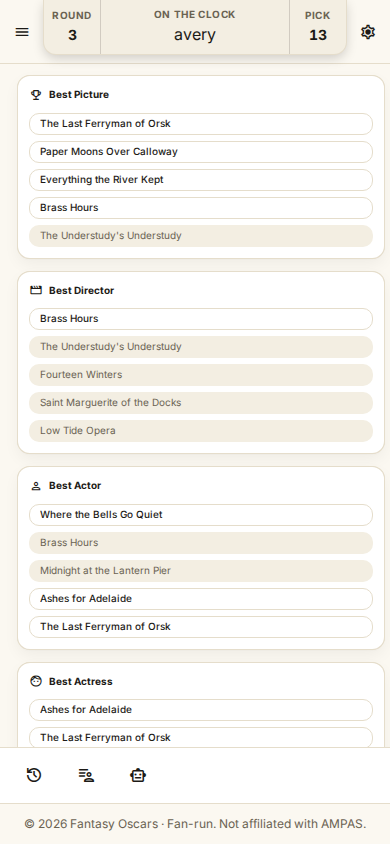 ROUND
3
ON THE CLOCK
avery
PICK
13
Best Picture
The Last Ferryman of Orsk
Paper Moons Over Calloway
Everything the River Kept
Brass Hours
The Understudy's Understudy
Best Director
Brass Hours
The Understudy's Understudy
Fourteen Winters
Saint Marguerite of the Docks
Low Tide Opera
Best Actor
Where the Bells Go Quiet
Brass Hours
Midnight at the Lantern Pier
Ashes for Adelaide
The Last Ferryman of Orsk
Best Actress
Ashes for Adelaide
The Last Ferryman of Orsk
© 2026 Fantasy Oscars · Fan-run. Not affiliated with AMPAS.